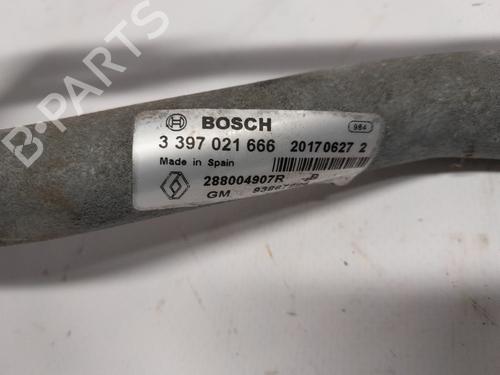 BOSCH 984
3 397 021 666 20170627 2
Made in Spain
288004907R
GM
B-PARTS